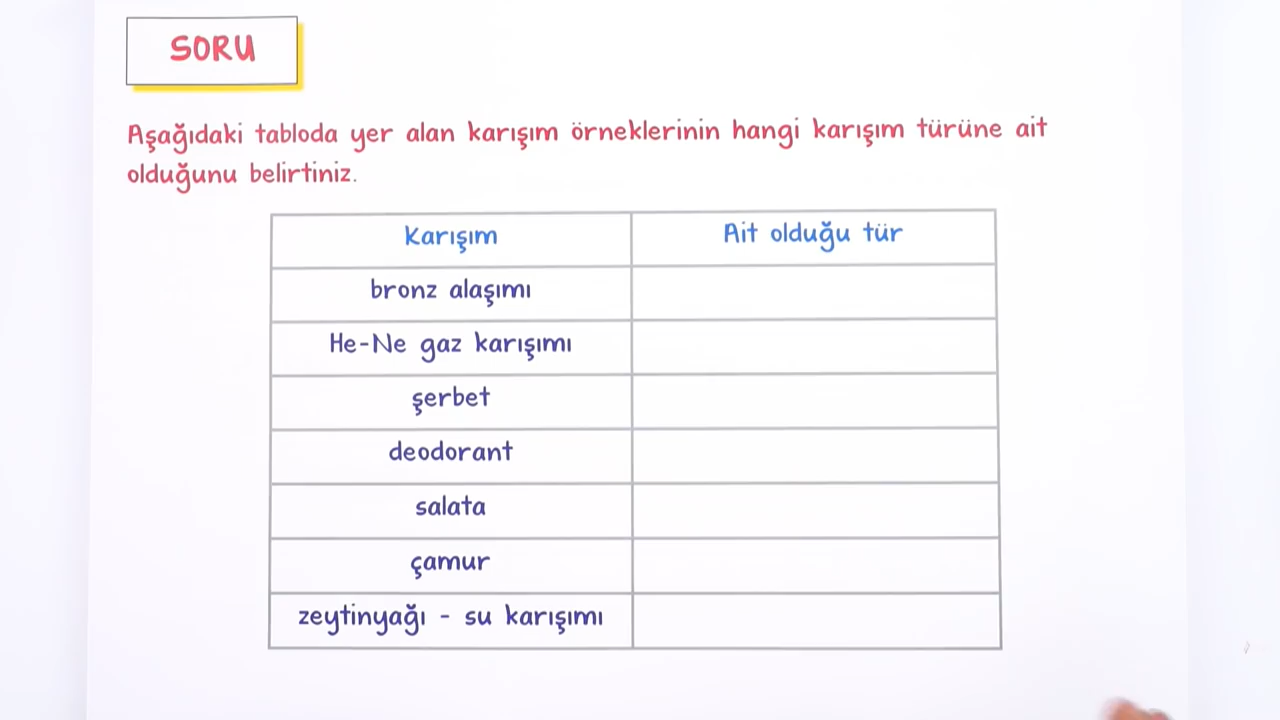 SORU
Aşağıdaki tabloda yer alan karışım örneklerinin hangi karışım türüne ait
olduğunu belirtiniz.
Karışım Ait olduğu tür
bronz alaşımı
He-Ne gaz karışımı
şerbet
deodorant
salata
çamur
zeytinyağı - su karışımı